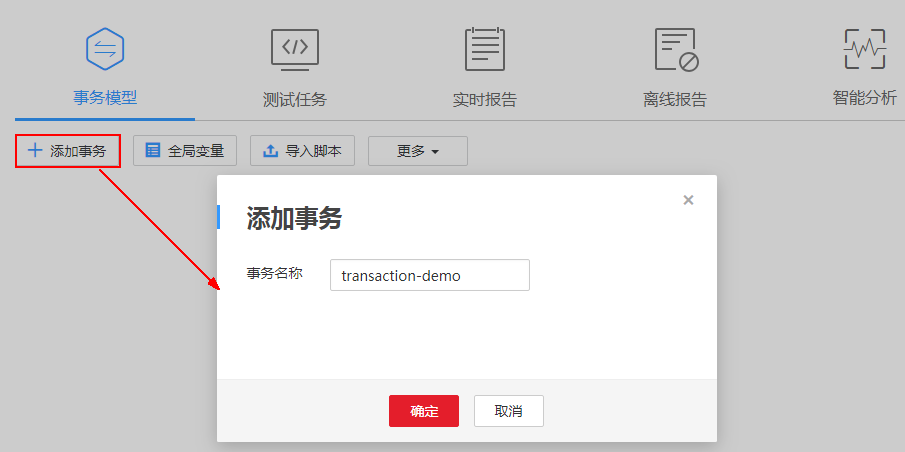 事务模型
测试任务
实时报告
离线报告
智能分析
添加事务
全局变量
导入脚本
更多
添加事务
事务名称
transaction-demo
确定
取消